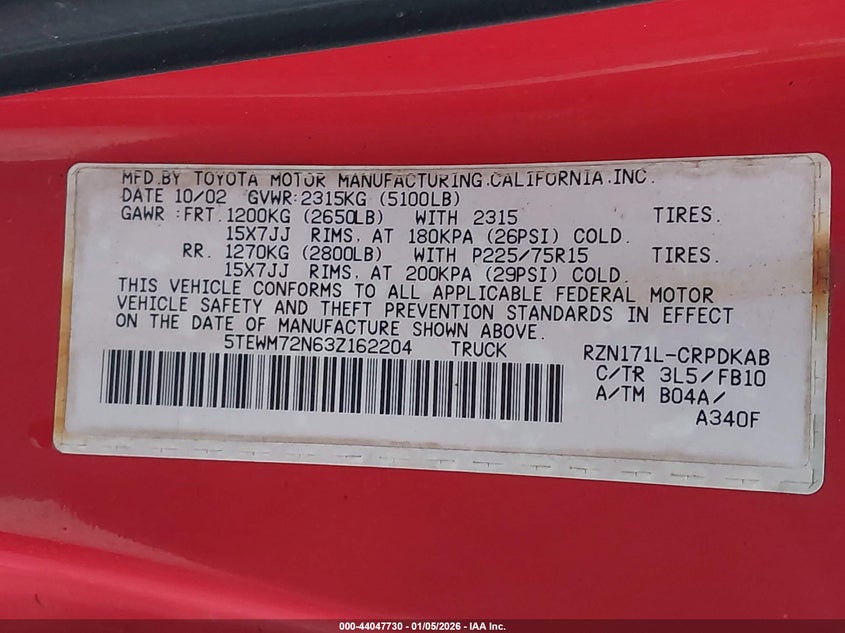 MFD.BY TOYOTA MOTOR MANUFACTURING.CALIFORNIA.INC.
DATE 10/02 GVWR:2315KG (5100LB)
GAWR :FRT.1200KG (2650LB) WITH 2315 TIRES.
15X7JJ RIMS, AT 180KPA (26PSI) COLD.
RR. 1270KG (2800LB) WITH P225/75R15 TIRES.
15X7JJ RIMS, AT 200KPA (29PSI) COLD.
THIS VEHICLE CONFORMS TO ALL APPLICABLE FEDERAL MOTOR
VEHICLE SAFETY AND THEFT PREVENTION STANDARDS IN EFFECT
ON THE DATE OF MANUFACTURE SHOWN ABOVE.
5TEWM72N63Z162204 TRUCK RZN171L-CRPDKAB
C/TR 3L5/FB10
A/TM B04A/
A340F
000-44047730 - 01/05/2026 - IAA Inc.